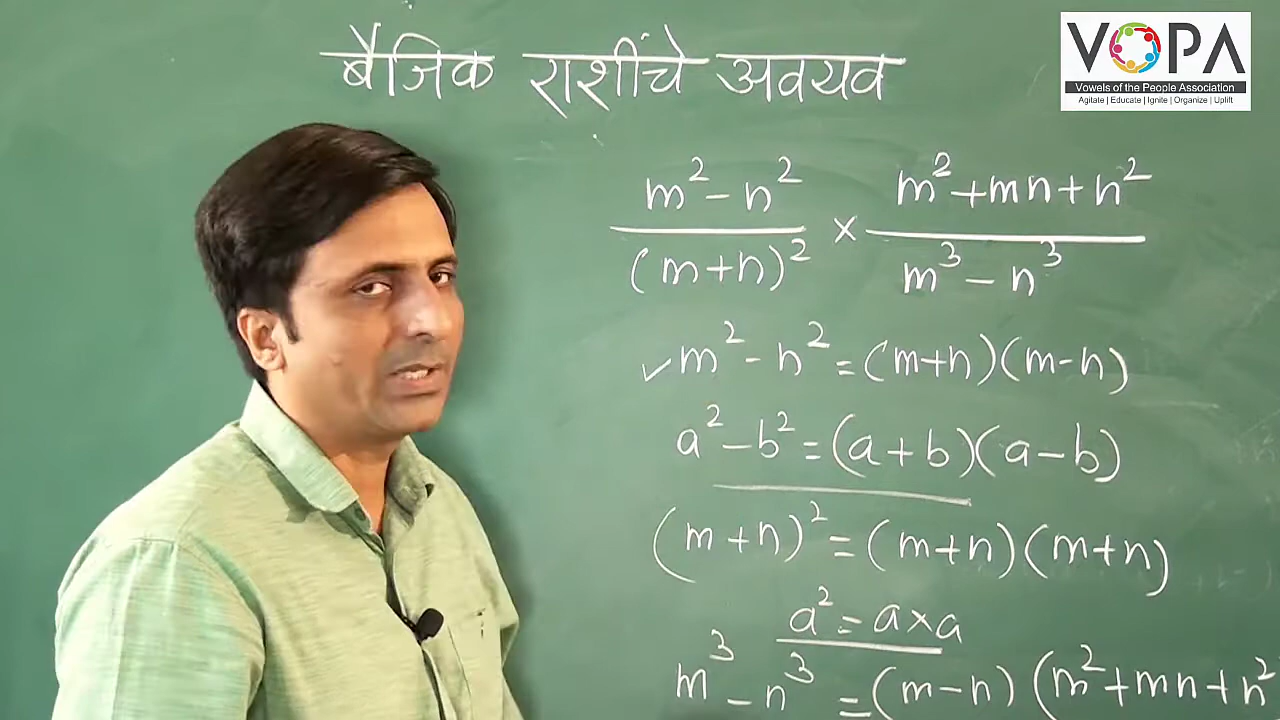 बैजिक राशींचे अवयव
VOPA
Vowels of the People Association
Agitate | Educate | Ignite | Organize | Uplift
m² - n² / (m+n)² × m² + mn + n² / m³ - n³
✓ m² - n² = (m+n)(m-n)
a² - b² = (a+b)(a-b)
(m+n)² = (m+n)(m+n)
a² = a×a
m³ - n³ = (m-n)(m²+mn+n²